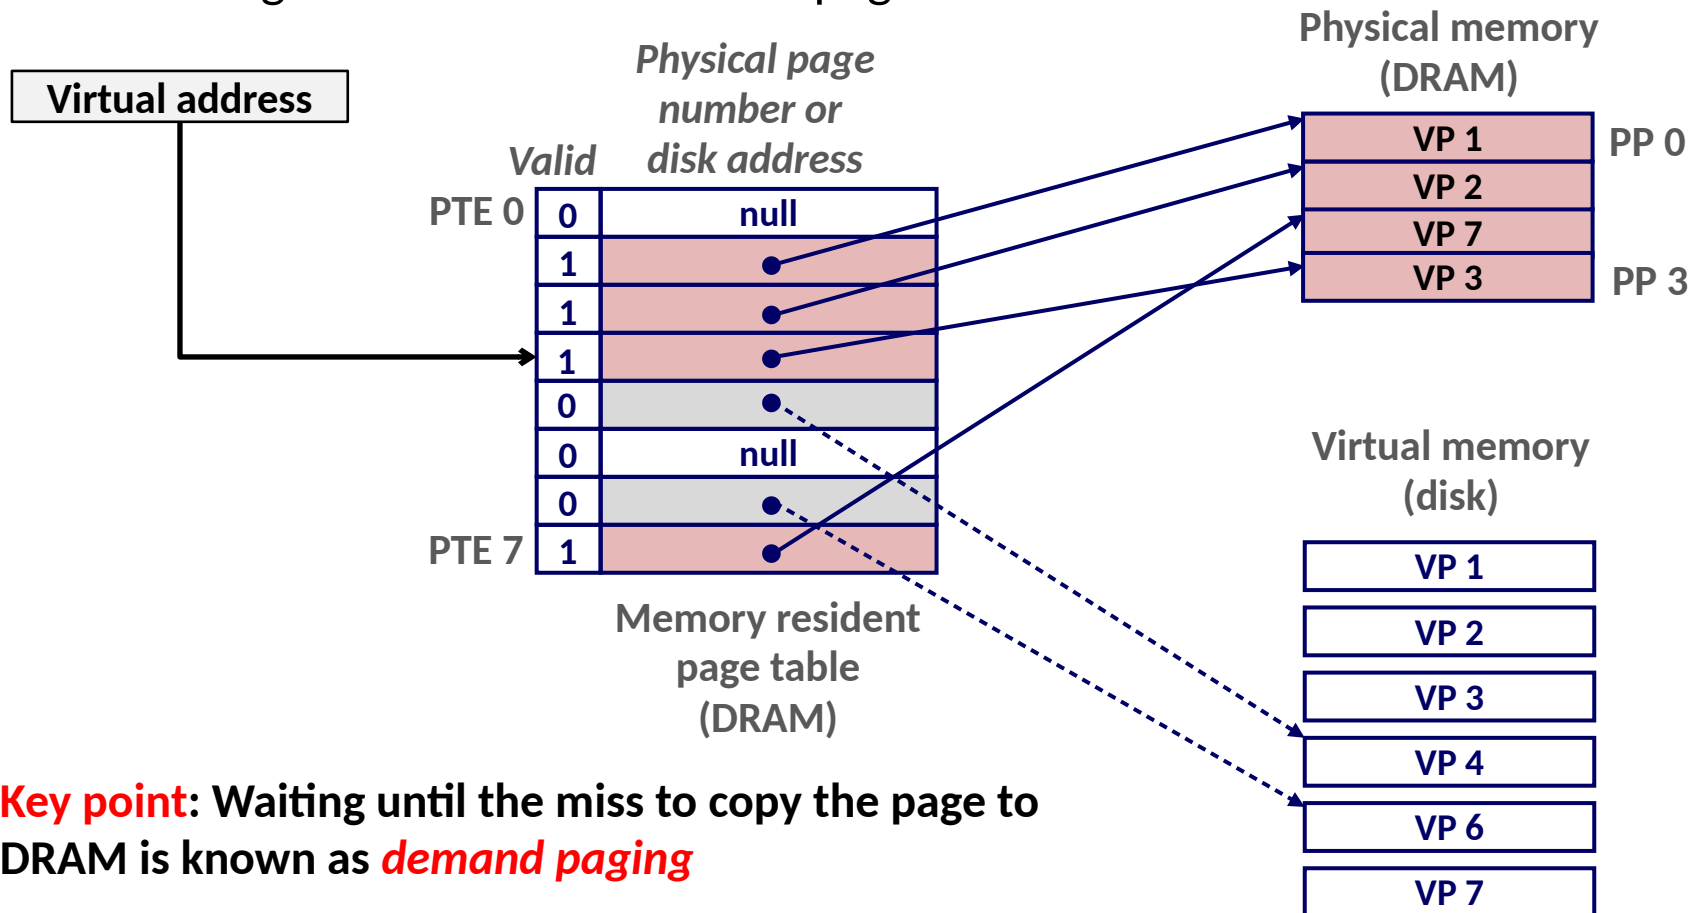 Virtual address
Physical page
number or
disk address
Valid
PTE 0
0
null
1
1
1
0
0
null
0
PTE 7
1
Memory resident
page table
(DRAM)
Physical memory
(DRAM)
VP 1
PP 0
VP 2
VP 7
VP 3
PP 3
Virtual memory
(disk)
VP 1
VP 2
VP 3
VP 4
VP 6
VP 7
Key point: Waiting until the miss to copy the page to
DRAM is known as demand paging